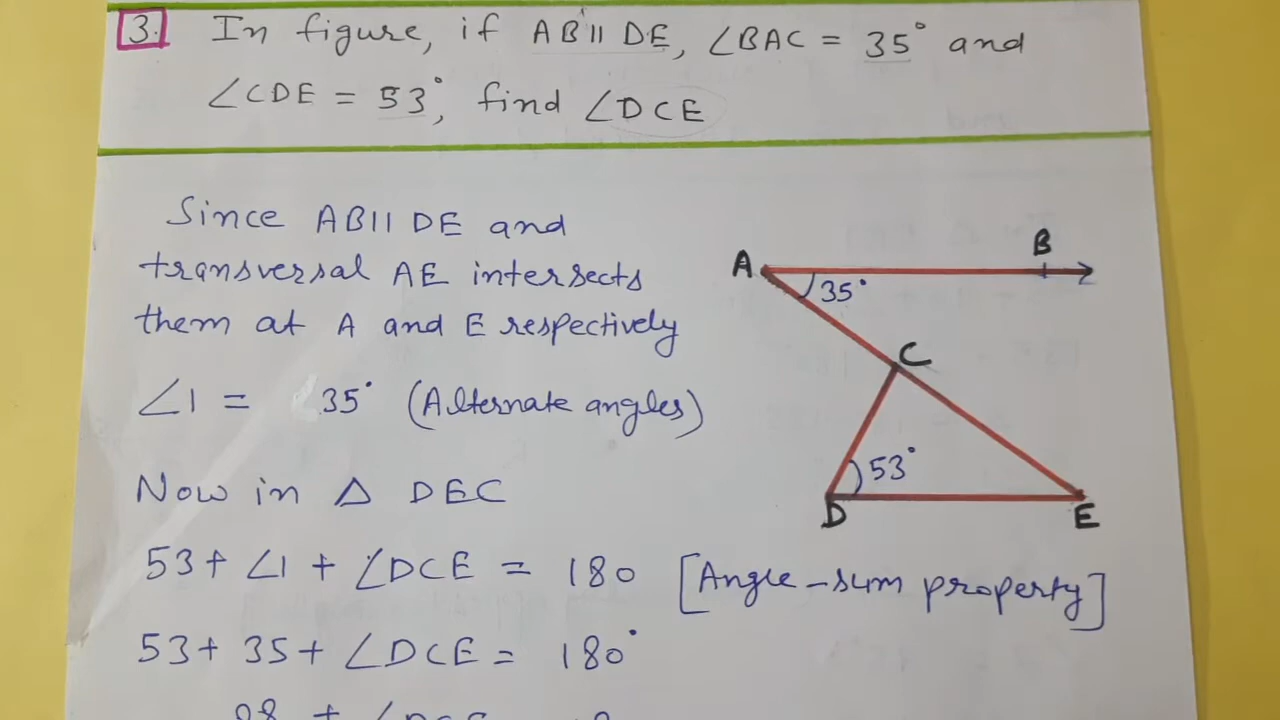 3. In figure, if AB || DE, ∠BAC = 35° and
∠CDE = 53°, find ∠DCE
Since AB || DE and
transversal AE intersects
them at A and E respectively
∠1 = 35° (Alternate angles)
Now in △ DEC
53 + ∠1 + ∠DCE = 180 [Angle-sum property]
53 + 35 + ∠DCE = 180°
A
B
35°
C
53°
D
E